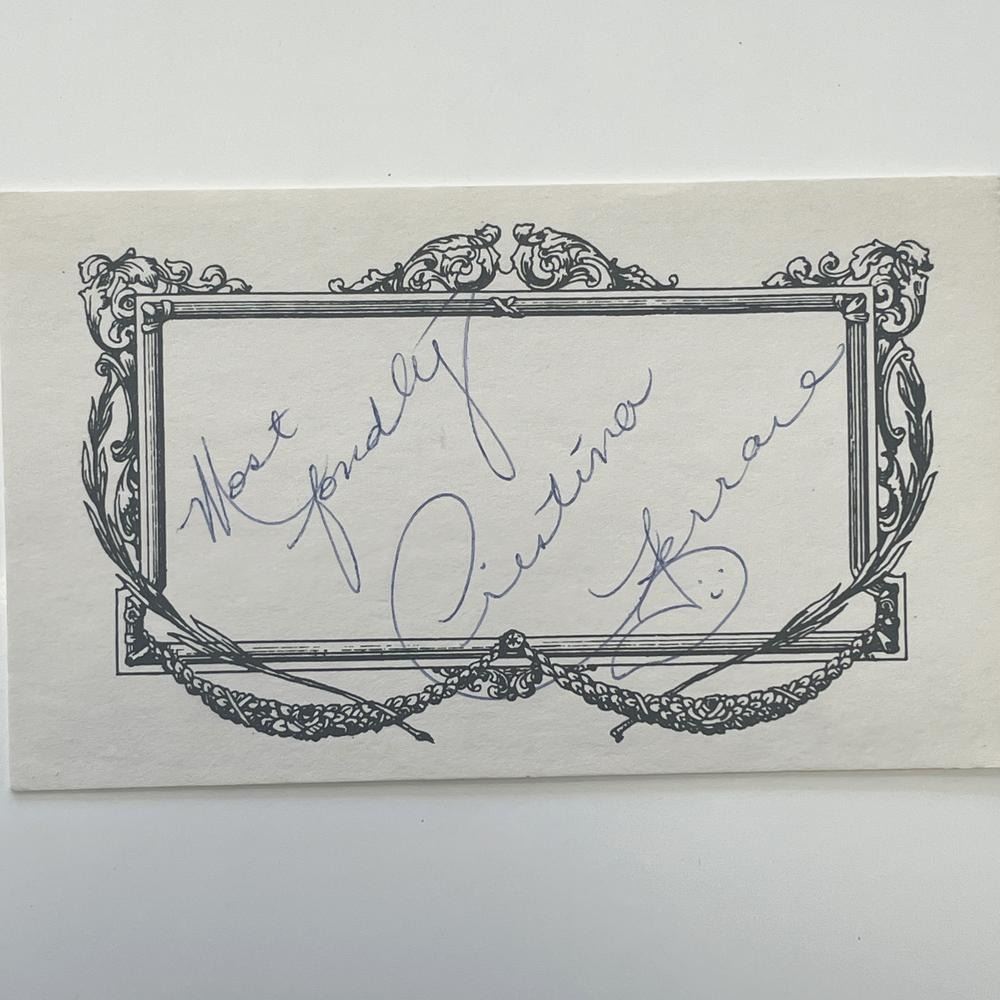 Most
fondly
Cristina
Ferrare